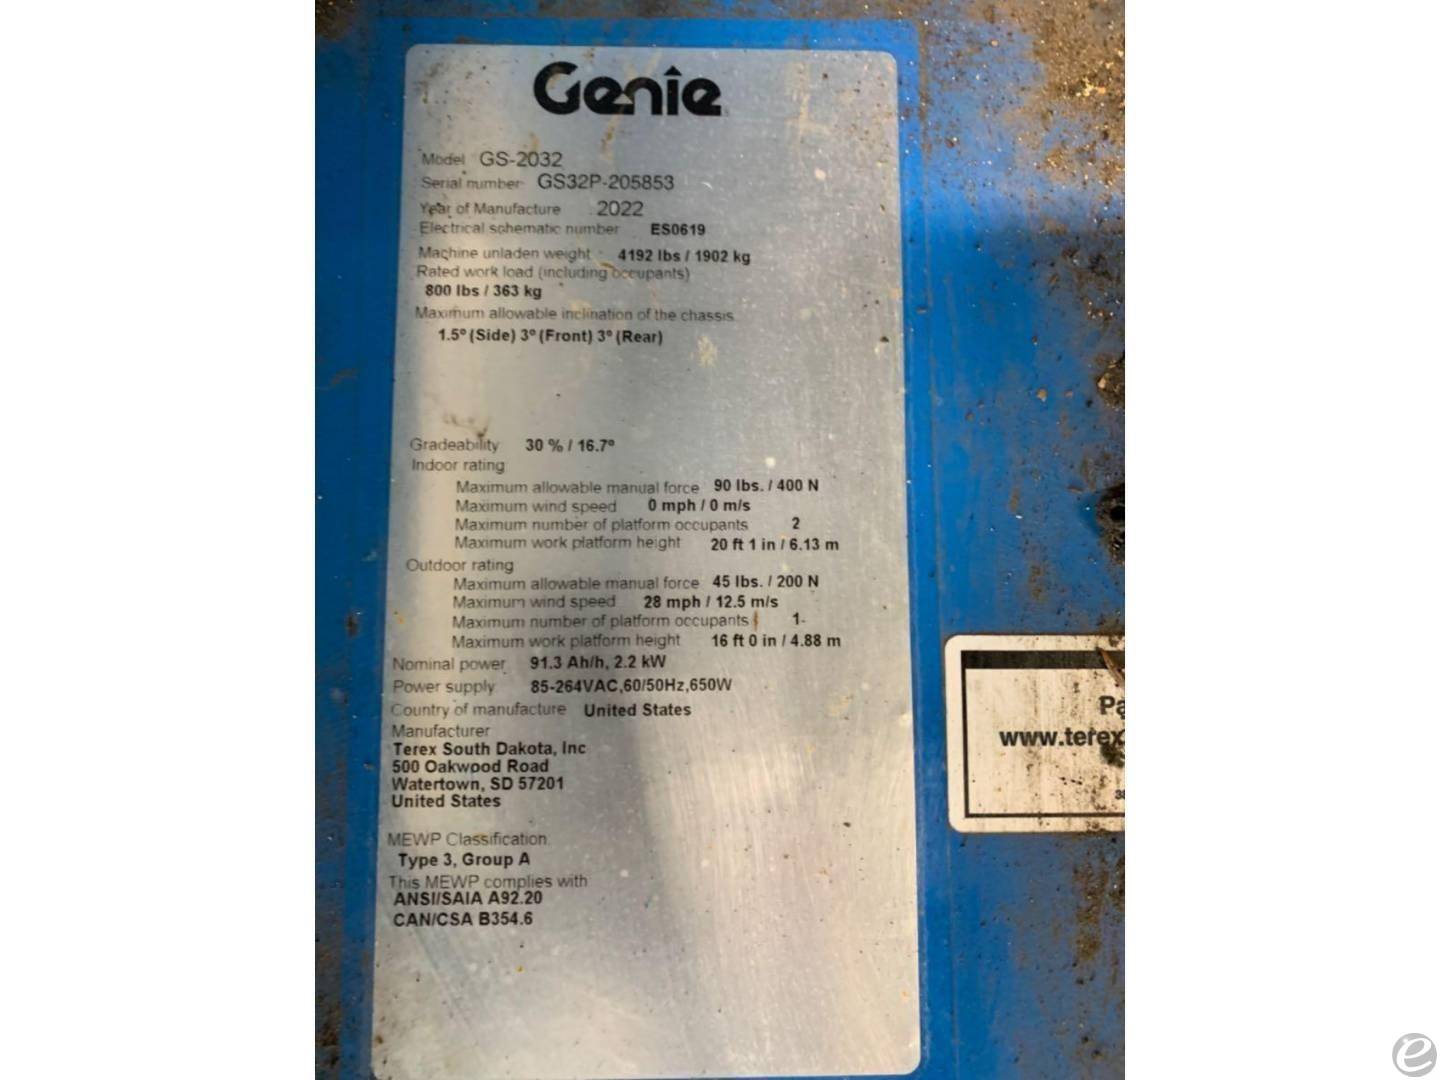 Genie
Model GS-2032
Serial number GS32P-205853
Year of Manufacture 2022
Electrical schematic number ES0619
Machine unladen weight 4192 lbs / 1902 kg
Rated work load (including occupants)
800 lbs / 363 kg
Maximum allowable inclination of the chassis
1.5° (Side) 3° (Front) 3° (Rear)
Gradeability 30 % / 16.7°
Indoor rating
Maximum allowable manual force 90 lbs. / 400 N
Maximum wind speed 0 mph / 0 m/s
Maximum number of platform occupants 2
Maximum work platform height 20 ft 1 in / 6.13 m
Outdoor rating
Maximum allowable manual force 45 lbs. / 200 N
Maximum wind speed 28 mph / 12.5 m/s
Maximum number of platform occupants 1
Maximum work platform height 16 ft 0 in / 4.88 m
Nominal power 91.3 Ah/h, 2.2 kW
Power supply 85-264VAC,60/50Hz,650W
Country of manufacture United States
Manufacturer
Terex South Dakota, Inc
500 Oakwood Road
Watertown, SD 57201
United States
MEWP Classification
Type 3, Group A
This MEWP complies with
ANSI/SAIA A92.20
CAN/CSA B354.6
www.terex
e